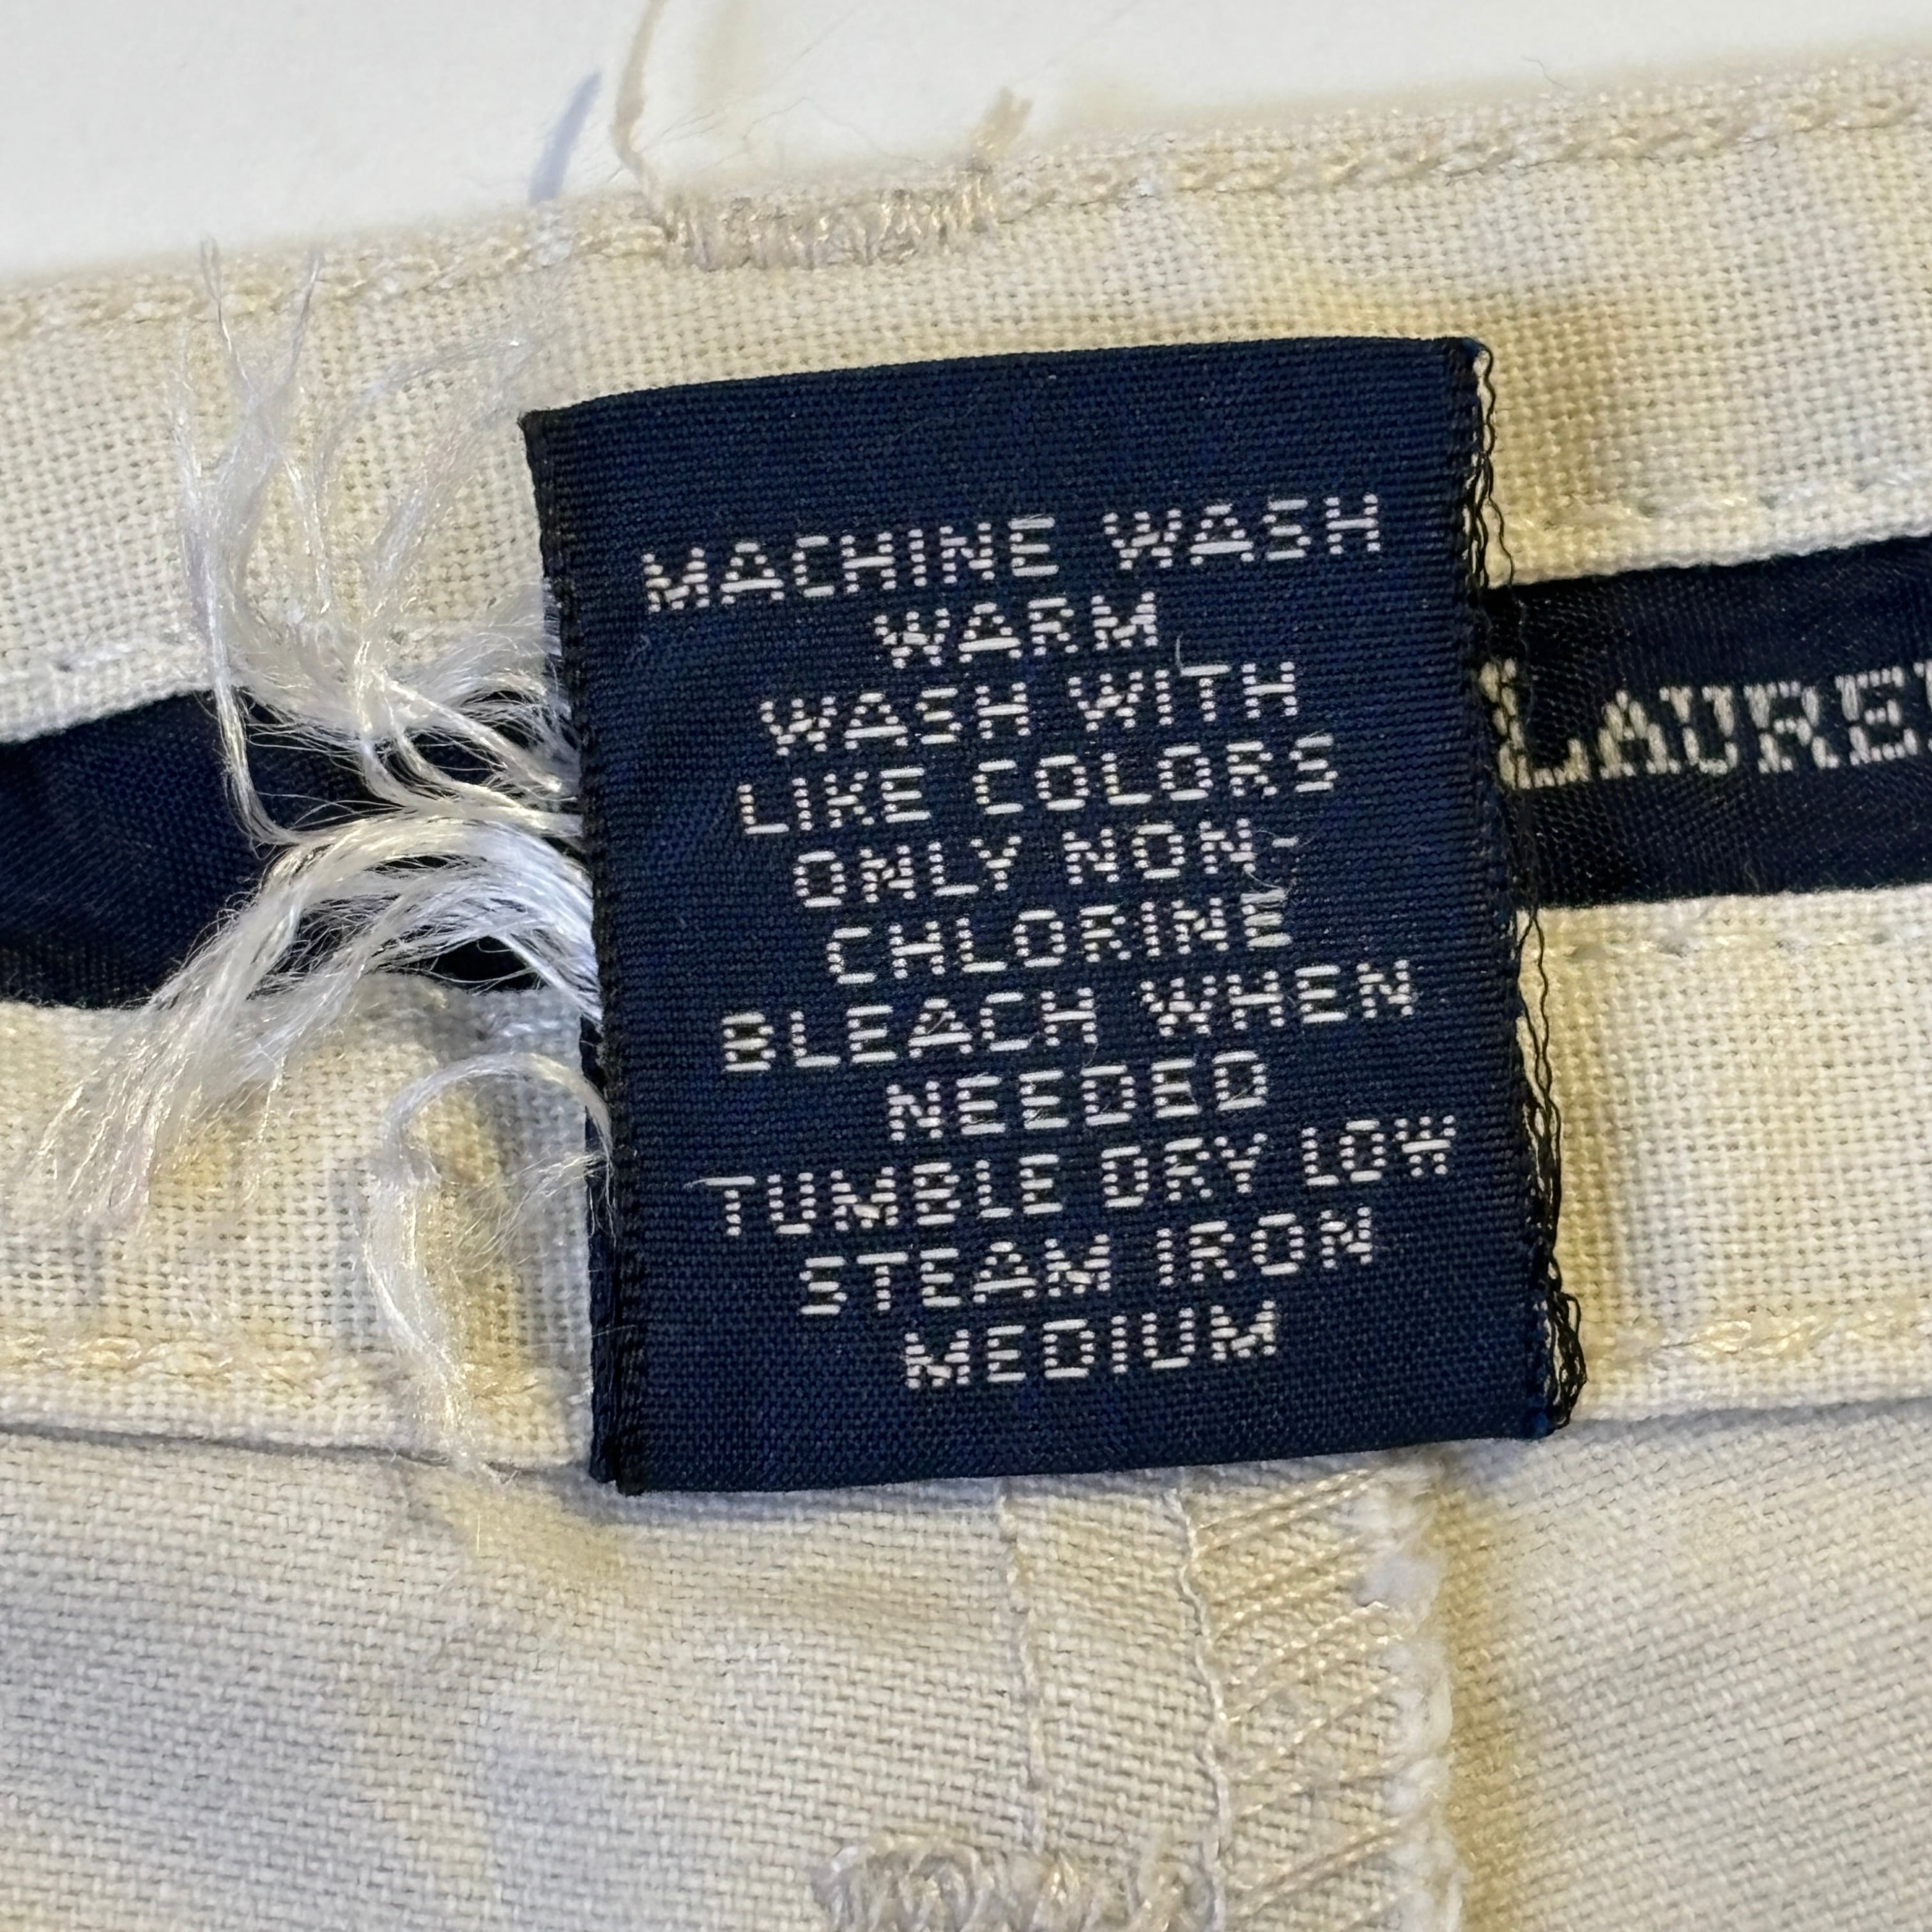 MACHINE WASH
WARM
WASH WITH
LIKE COLORS
ONLY NON-
CHLORINE
BLEACH WHEN
NEEDED
TUMBLE DRY LOW
STEAM IRON
MEDIUM